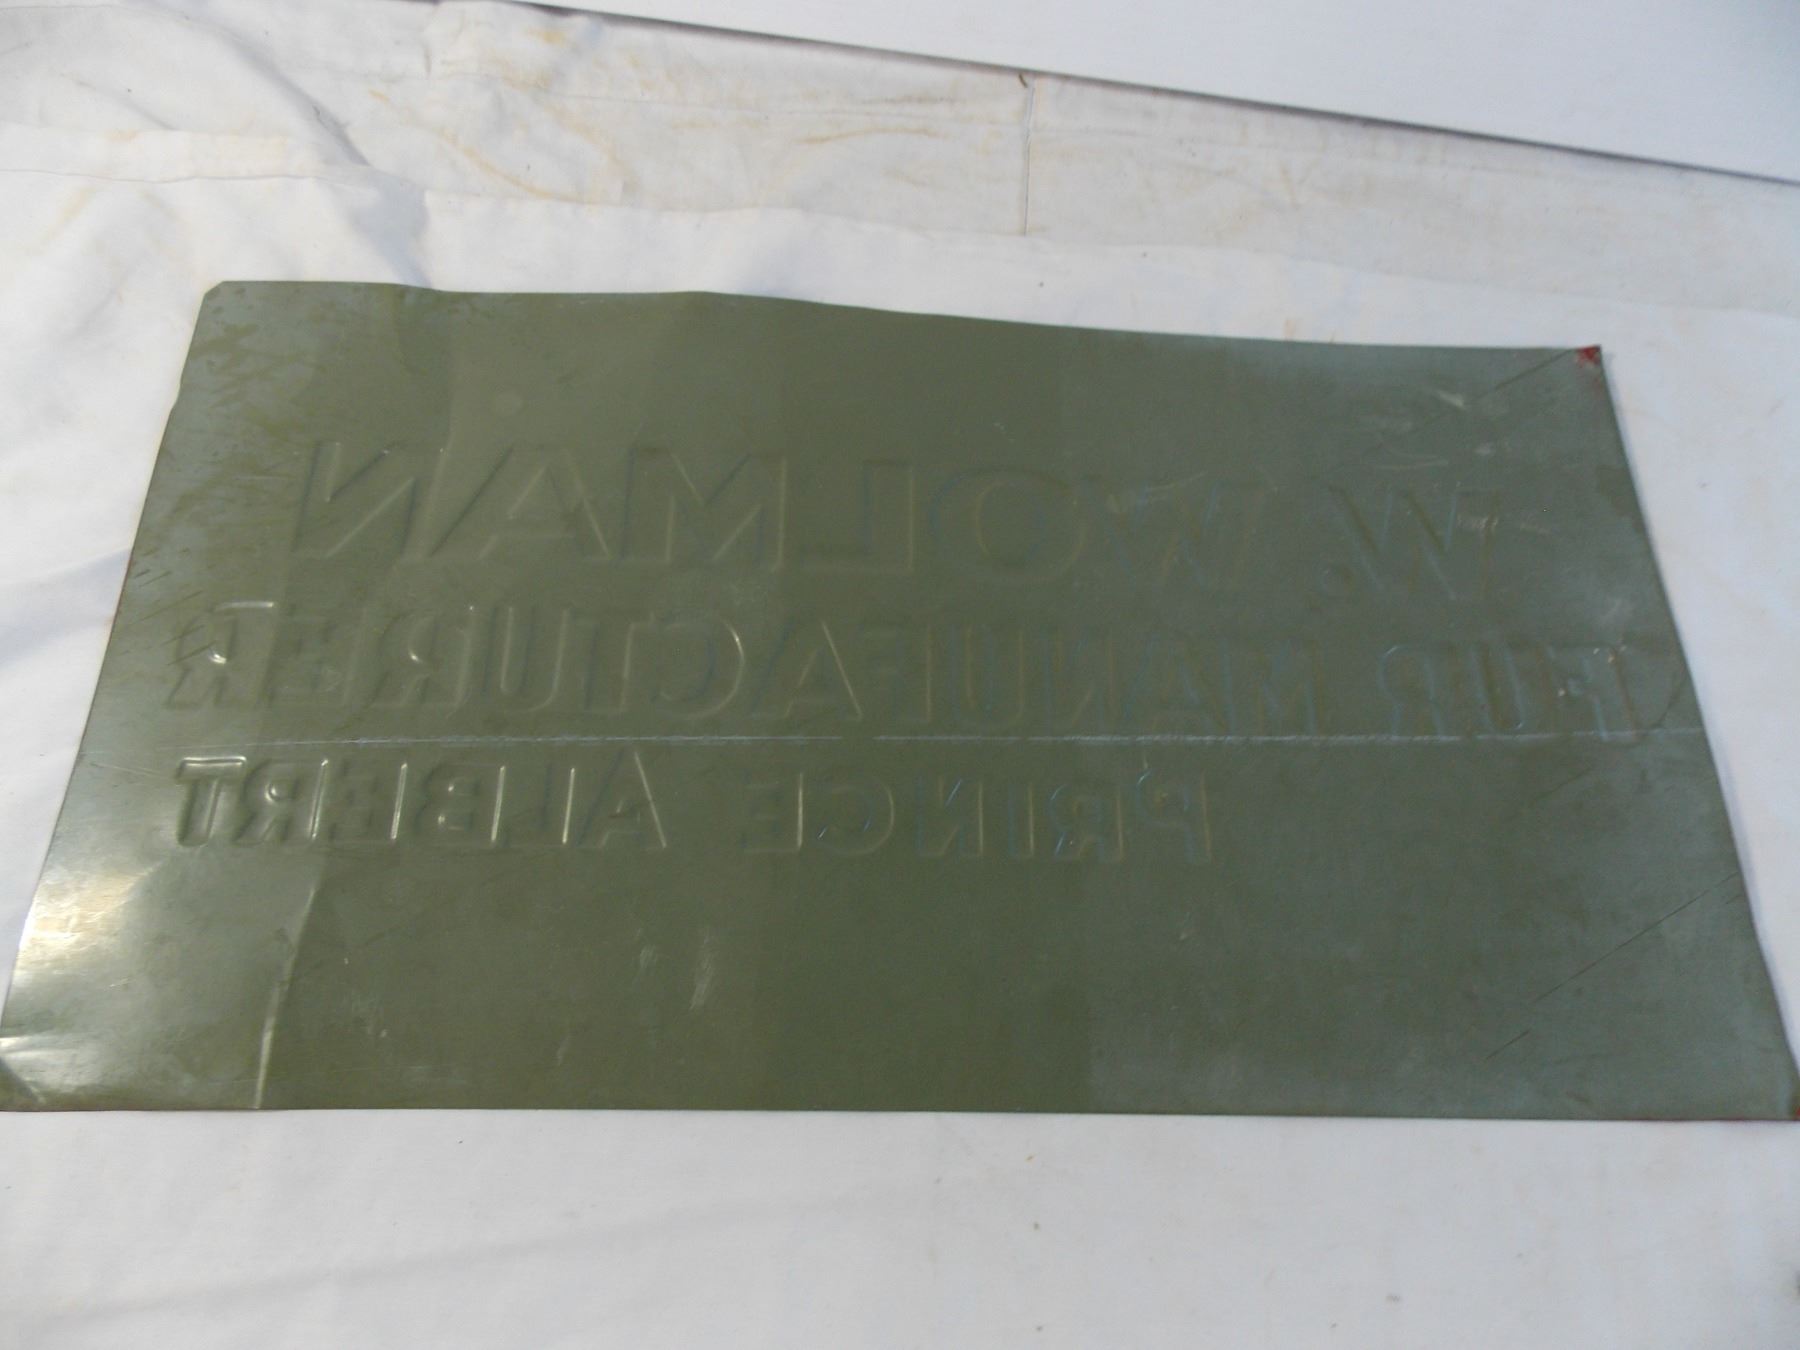 W. WOLMAN
FUR MANUFACTURER
PRINCE ALBERT